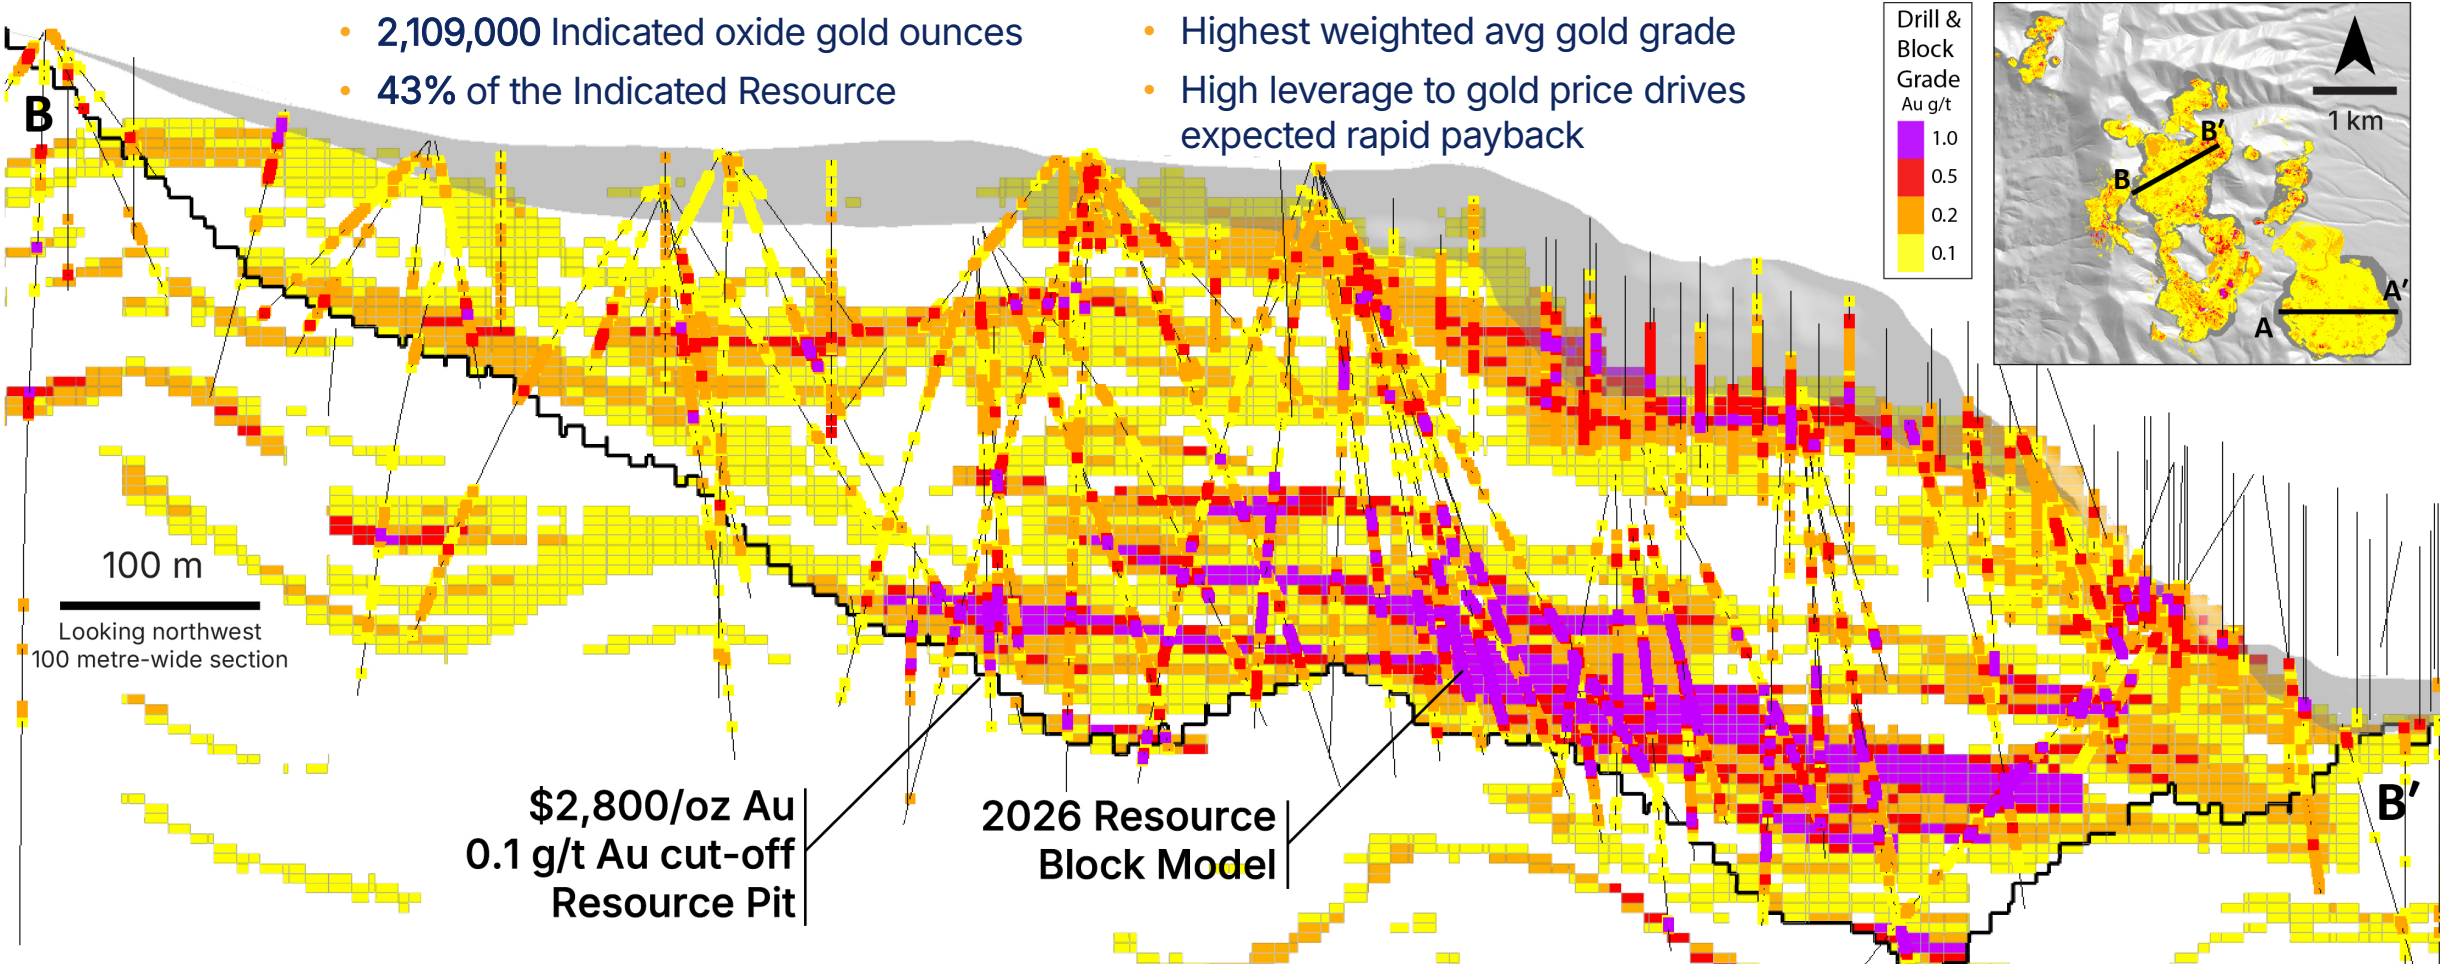 • 2,109,000 Indicated oxide gold ounces
• 43% of the Indicated Resource
• Highest weighted avg gold grade
• High leverage to gold price drives
expected rapid payback
Drill &
Block
Grade
Au g/t
1.0
0.5
0.2
0.1
1 km
B'
B
A'
A
B
100 m
Looking northwest
100 metre-wide section
$2,800/oz Au
0.1 g/t Au cut-off
Resource Pit
2026 Resource
Block Model
B'